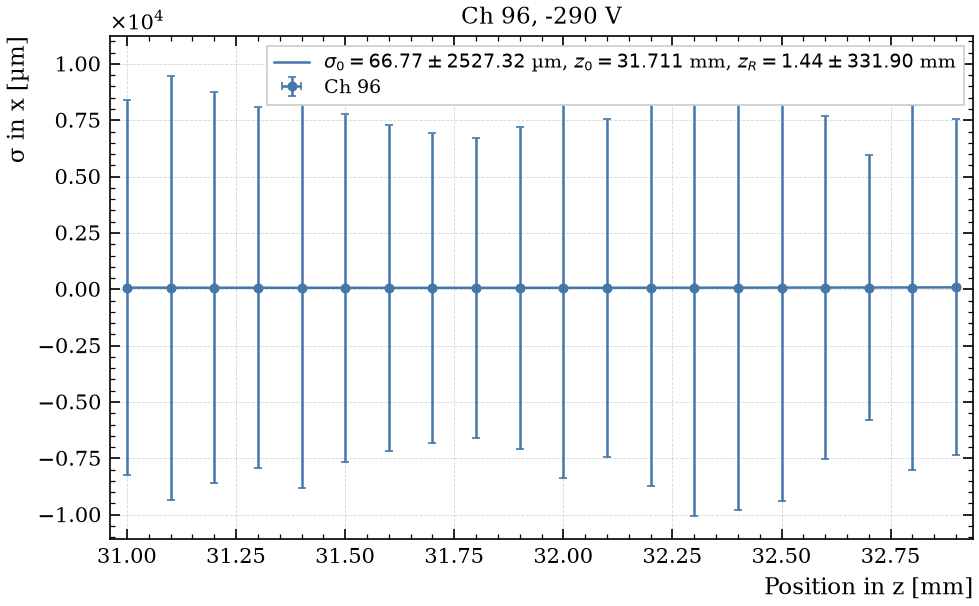 Ch 96, -290 V
×10⁴
σ in x [µm]
1.00
0.75
0.50
0.25
0.00
−0.25
−0.50
−0.75
−1.00
σ₀ = 66.77 ± 2527.32 µm, z₀ = 31.711 mm, z_R = 1.44 ± 331.90 mm
Ch 96
31.00 31.25 31.50 31.75 32.00 32.25 32.50 32.75
Position in z [mm]